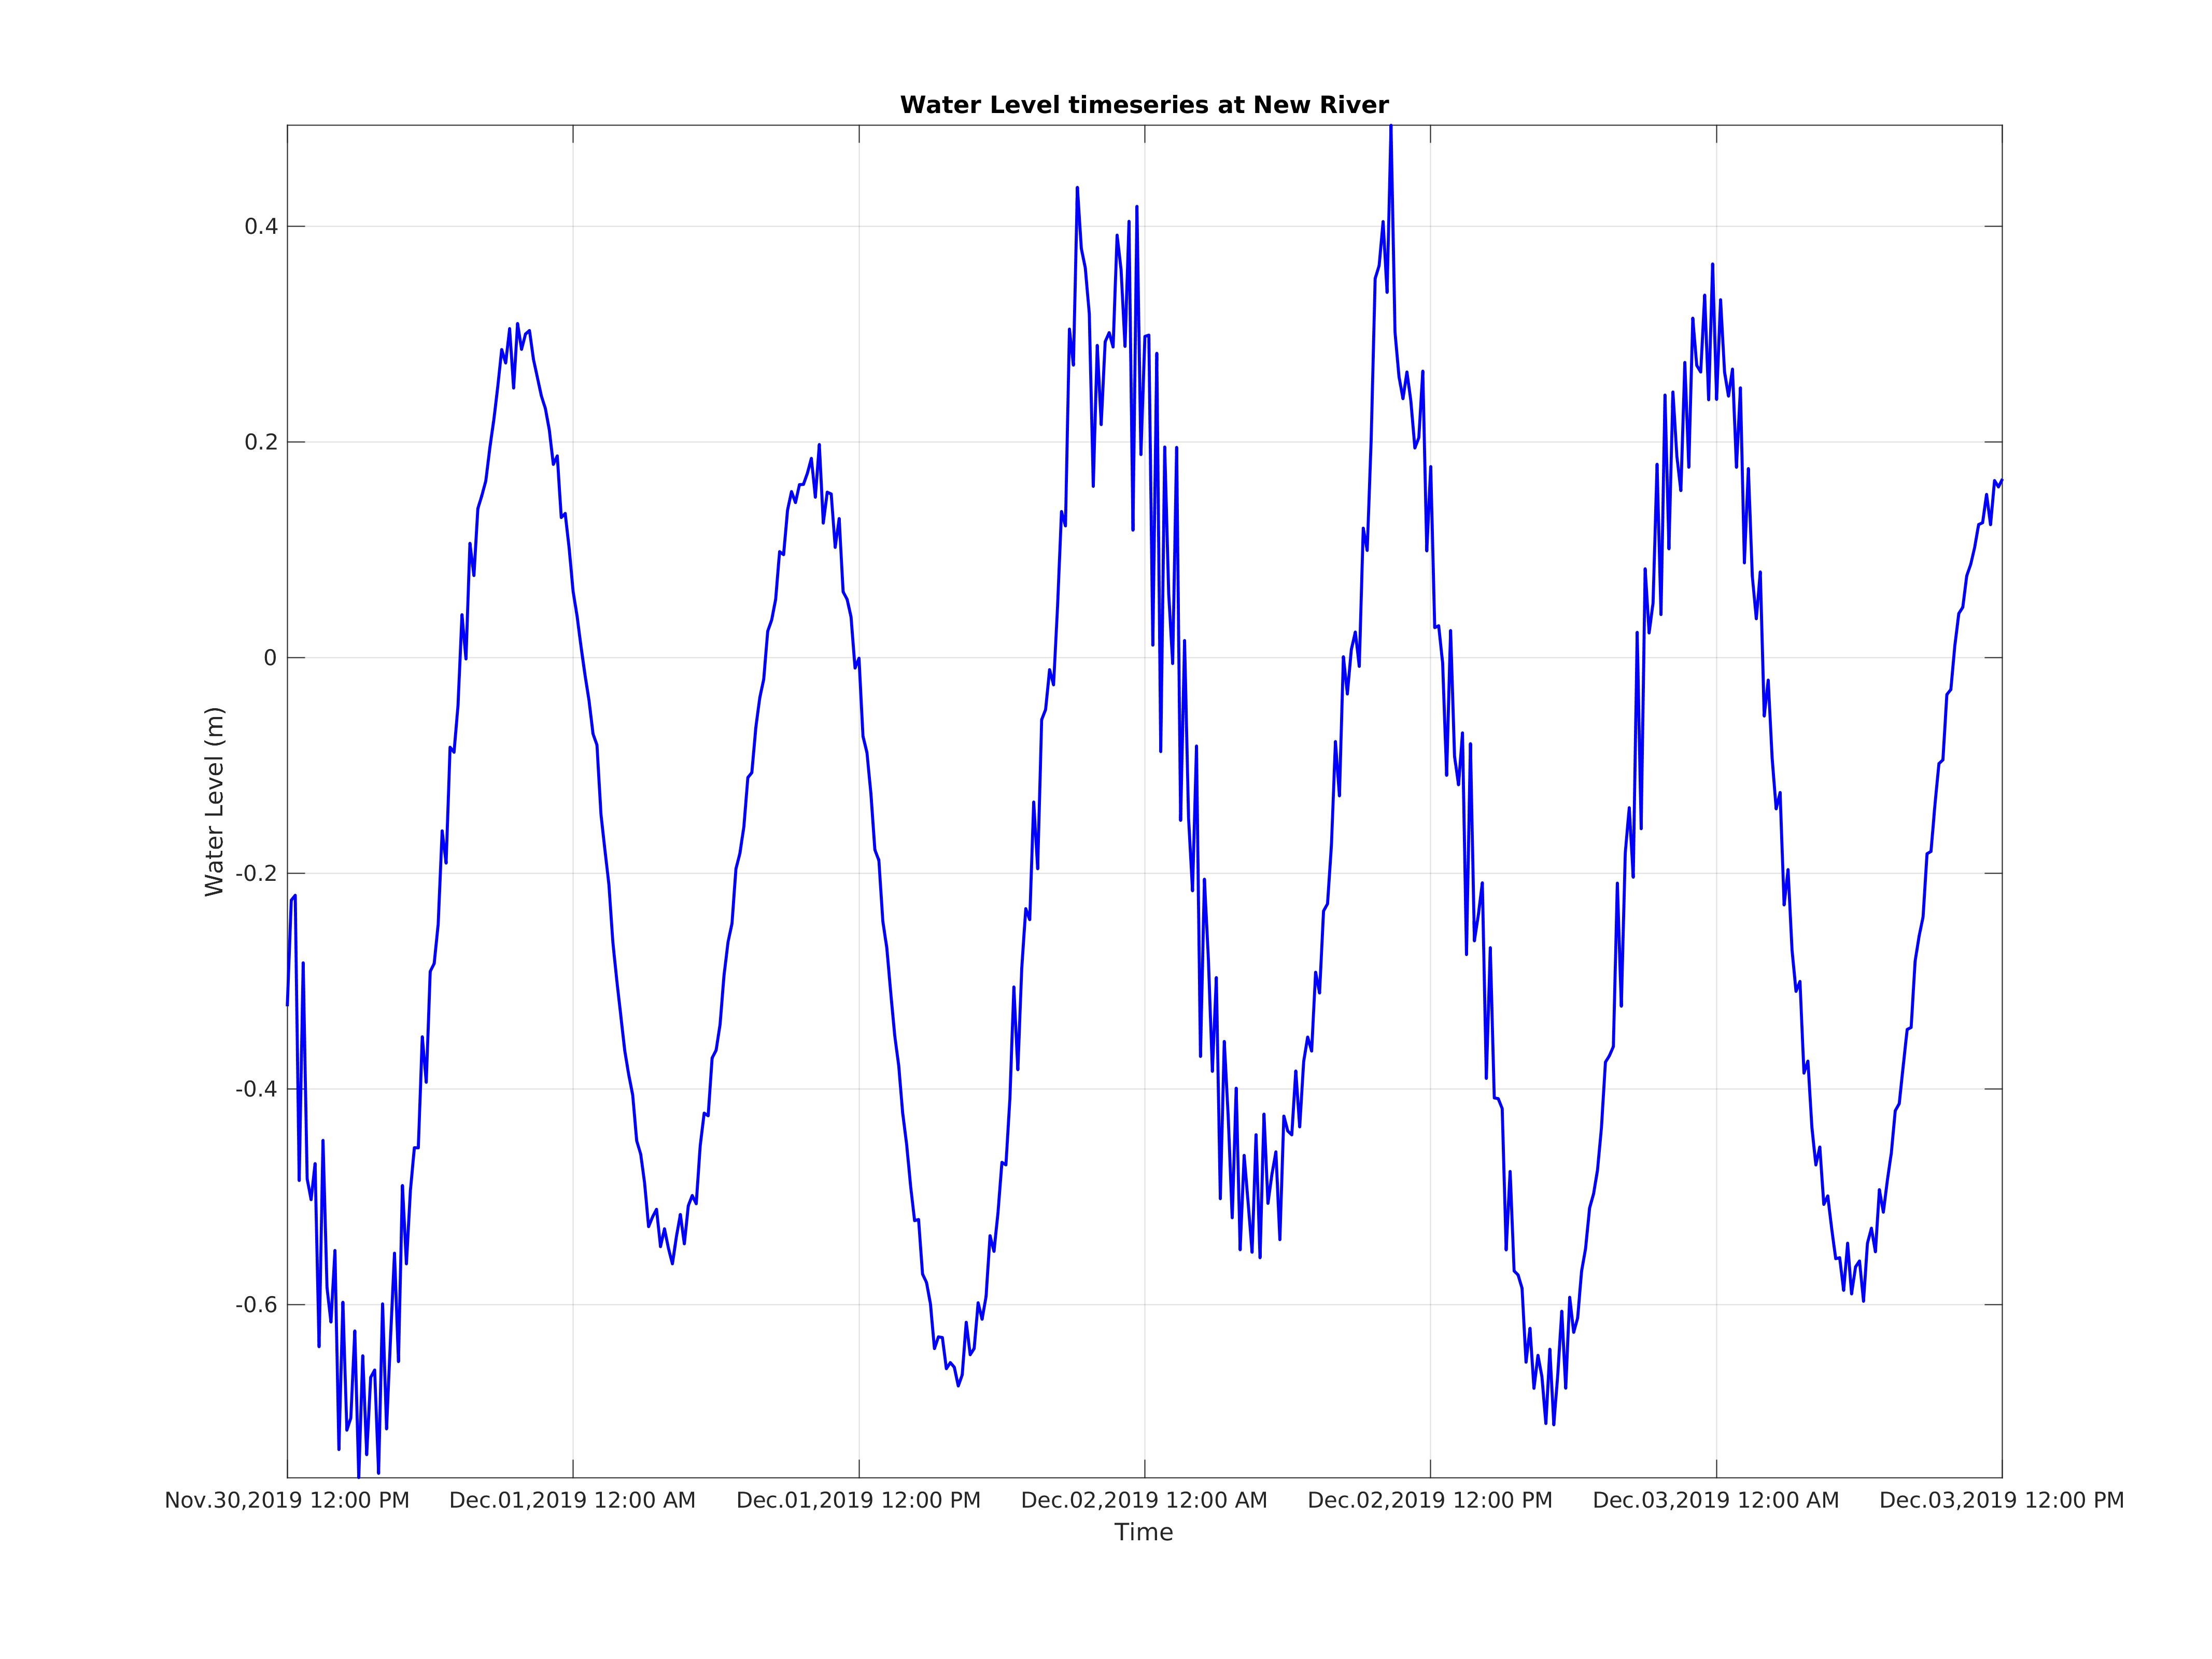 Water Level timeseries at New River
0.4
0.2
0
-0.2
-0.4
-0.6
Water Level (m)
Nov.30,2019 12:00 PM
Dec.01,2019 12:00 AM
Dec.01,2019 12:00 PM
Dec.02,2019 12:00 AM
Dec.02,2019 12:00 PM
Dec.03,2019 12:00 AM
Dec.03,2019 12:00 PM
Time